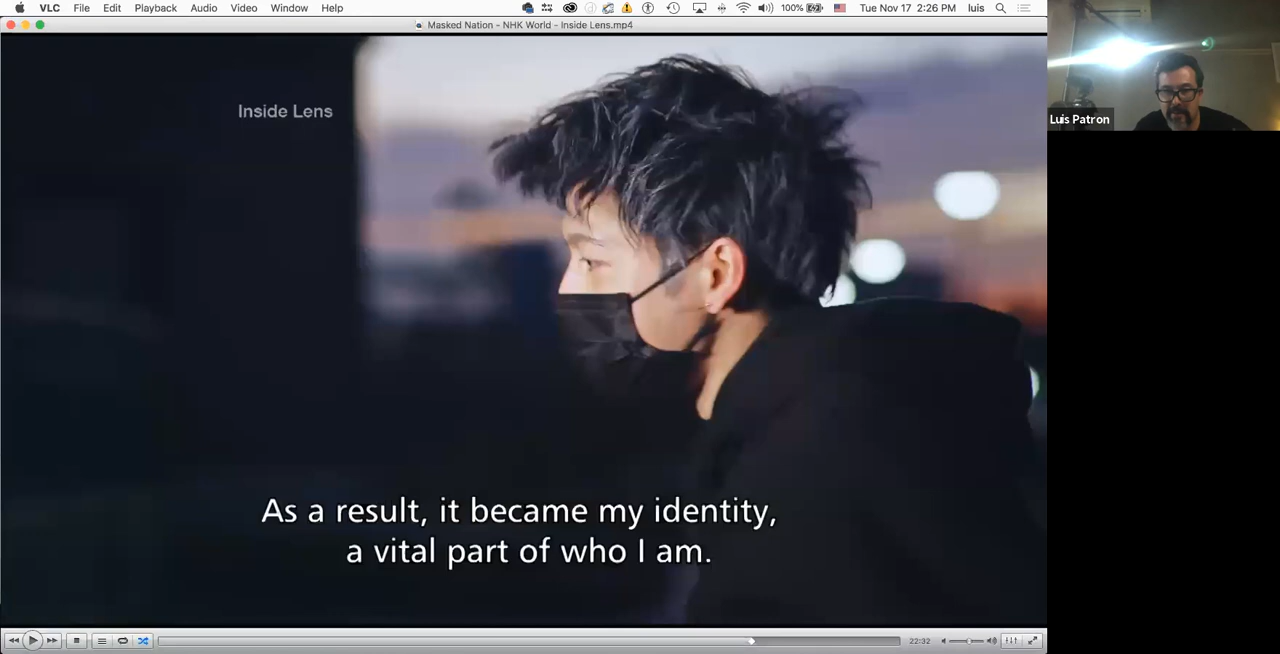 VLC File Edit Playback Audio Video Window Help 100% Tue Nov 17 2:26 PM luis
Masked Nation - NHK World - Inside Lens.mp4
Inside Lens
Luis Patron
As a result, it became my identity,
a vital part of who I am.
22:32